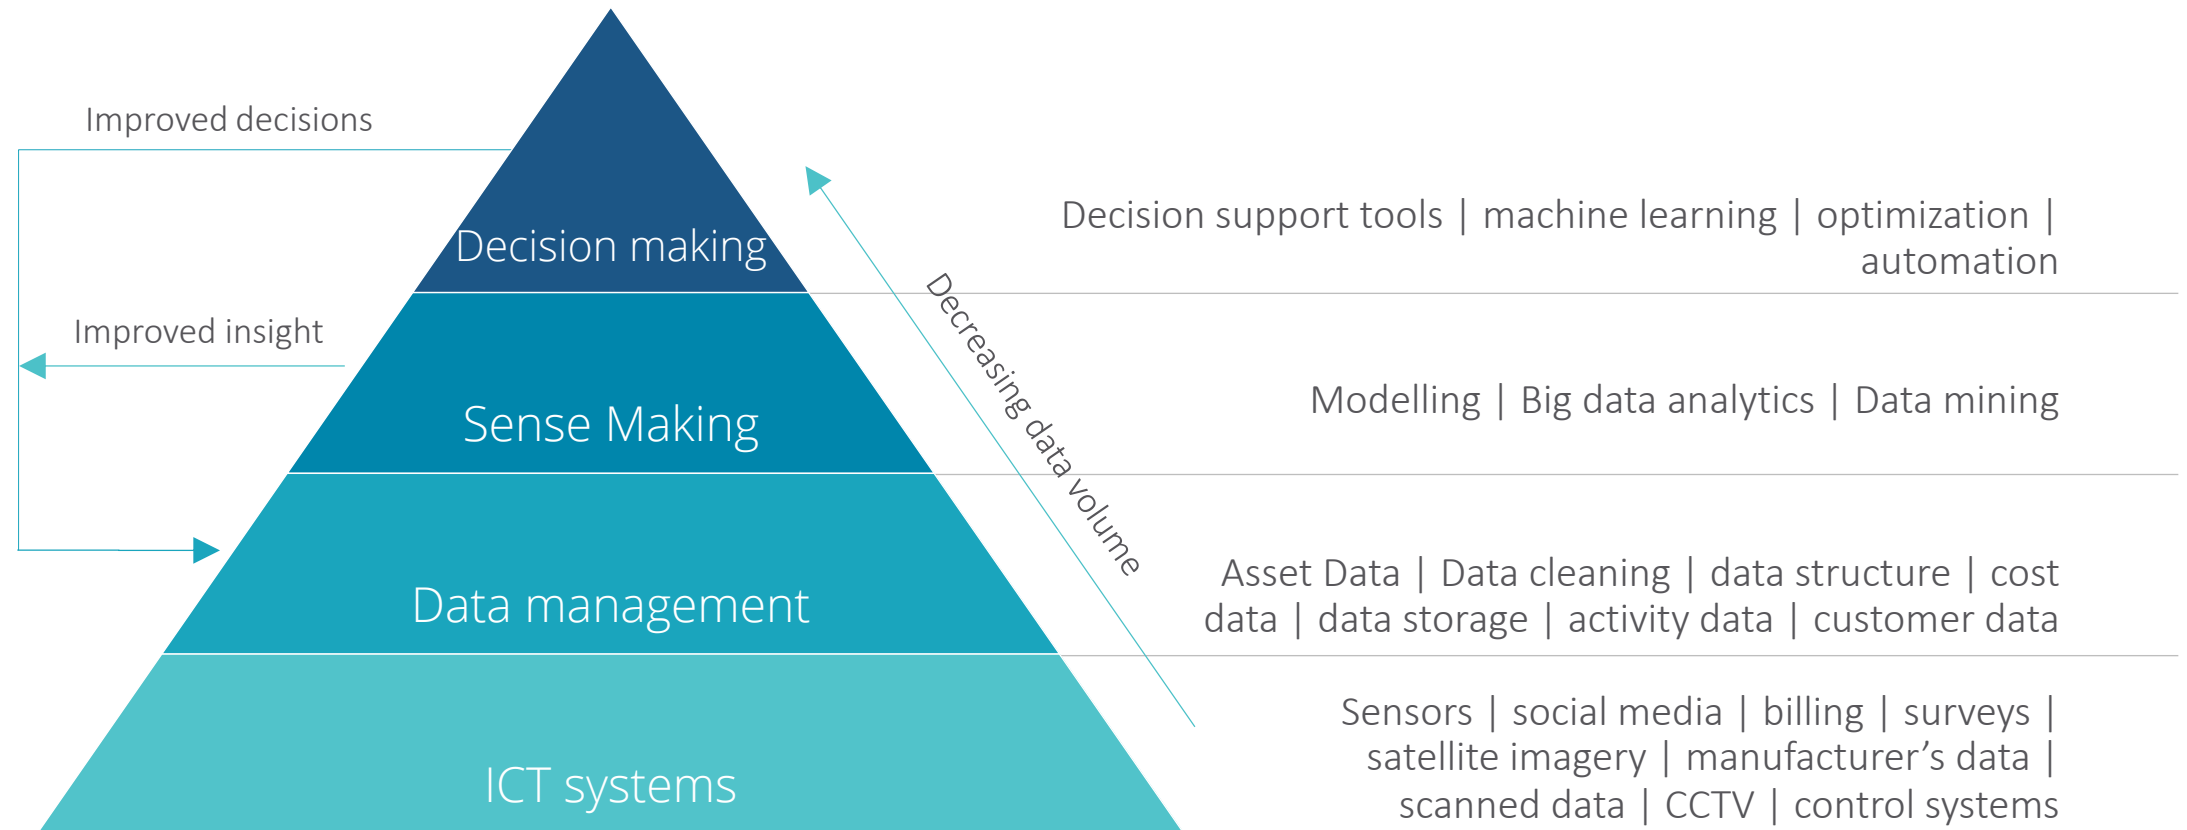 Improved decisions
Decision making
Decision support tools | machine learning | optimization |
automation
Improved insight
Sense Making
Decreasing data volume
Modelling | Big data analytics | Data mining
Data management
Asset Data | Data cleaning | data structure | cost
data | data storage | activity data | customer data
ICT systems
Sensors | social media | billing | surveys |
satellite imagery | manufacturer’s data |
scanned data | CCTV | control systems